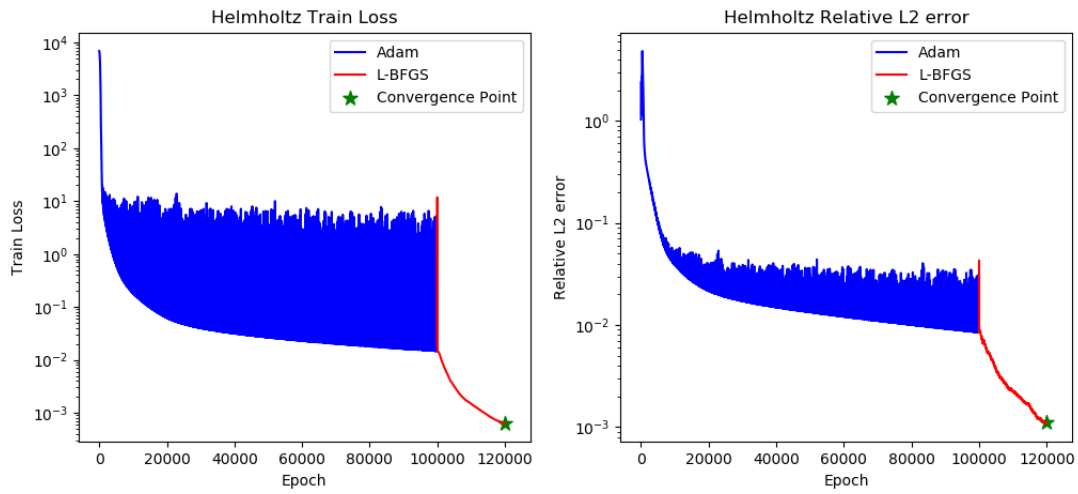 Helmholtz Train Loss
Train Loss
10^4
10^3
10^2
10^1
10^0
10^-1
10^-2
10^-3
Adam
L-BFGS
Convergence Point
0 20000 40000 60000 80000 100000 120000
Epoch
Helmholtz Relative L2 error
Relative L2 error
10^0
10^-1
10^-2
10^-3
Adam
L-BFGS
Convergence Point
0 20000 40000 60000 80000 100000 120000
Epoch